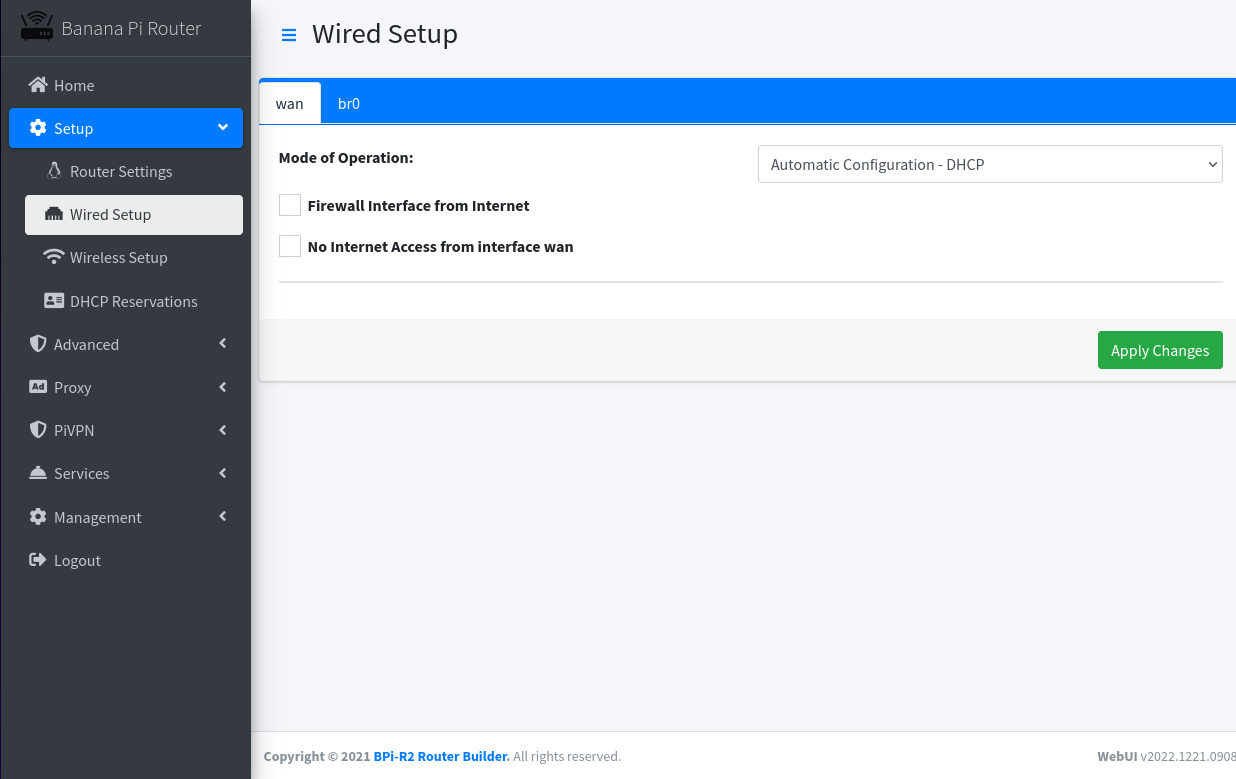 Banana Pi Router
Home
Setup
Router Settings
Wired Setup
Wireless Setup
DHCP Reservations
Advanced
Ad Proxy
PiVPN
Services
Management
Logout
Wired Setup
wan br0
Mode of Operation: Automatic Configuration - DHCP
Firewall Interface from Internet
No Internet Access from interface wan
Apply Changes
Copyright © 2021 BPi-R2 Router Builder. All rights reserved. WebUI v2022.1221.0908